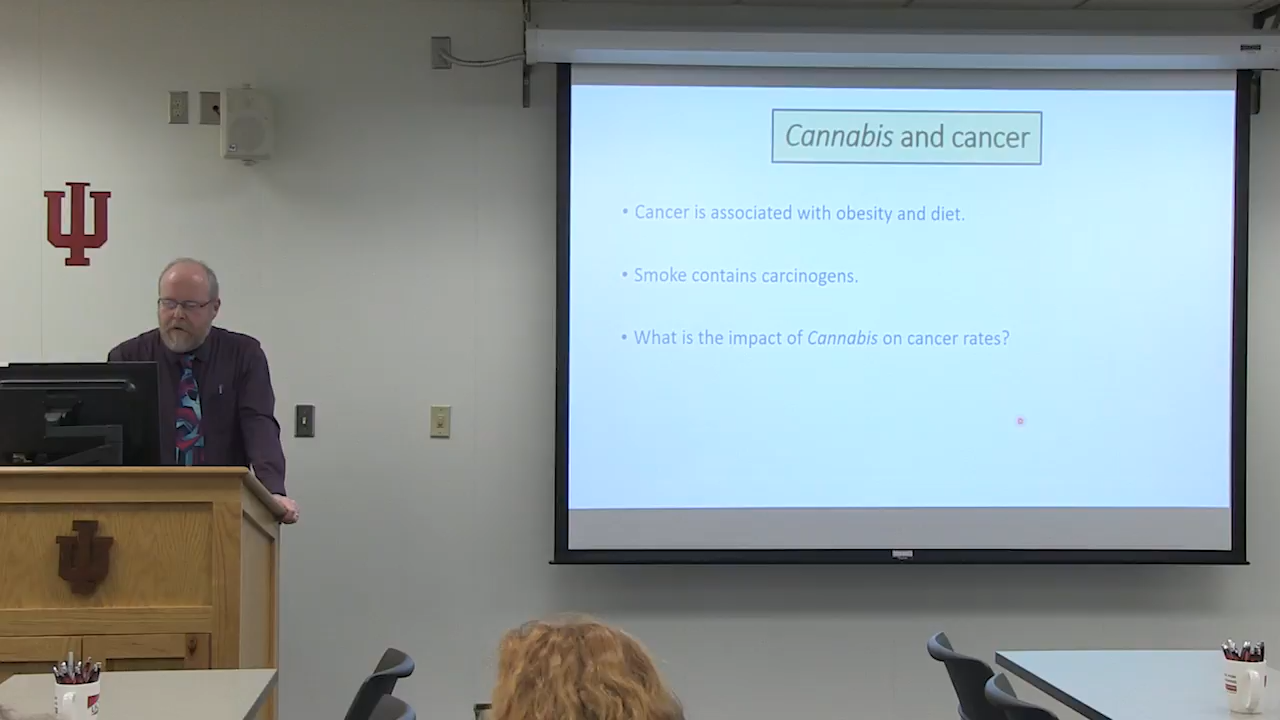 Cannabis and cancer
• Cancer is associated with obesity and diet.
• Smoke contains carcinogens.
• What is the impact of Cannabis on cancer rates?